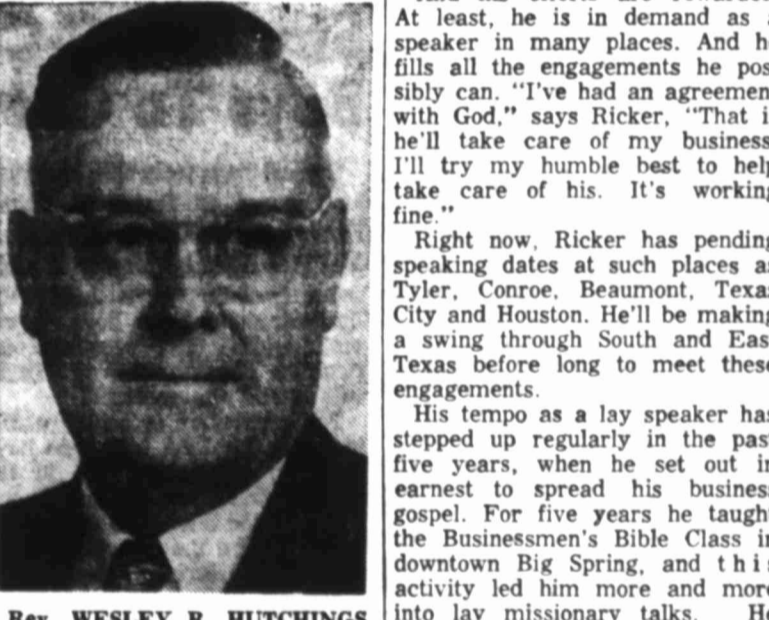 Rev. WESLEY R. HUTCHINGS
efforts are
At least, he is in demand as a
speaker in many places. And h
fills all the engagements he pos
sibly can. "I've had an agreemen
with God," says Ricker, "That i
he'll take care of my business
I'll try my humble best to help
take care of his. It's working
fine."
Right now, Ricker has pending
speaking dates at such places a
Tyler, Conroe, Beaumont, Texa
City and Houston. He'll be making
a swing through South and Eas
Texas before long to meet these
engagements.
His tempo as a lay speaker has
stepped up regularly in the pas
five years, when he set out in
earnest to spread his business
gospel. For five years he taugh
the Businessmen's Bible Class in
downtown Big Spring, and this
activity led him more and more
into lay missionary talks. He